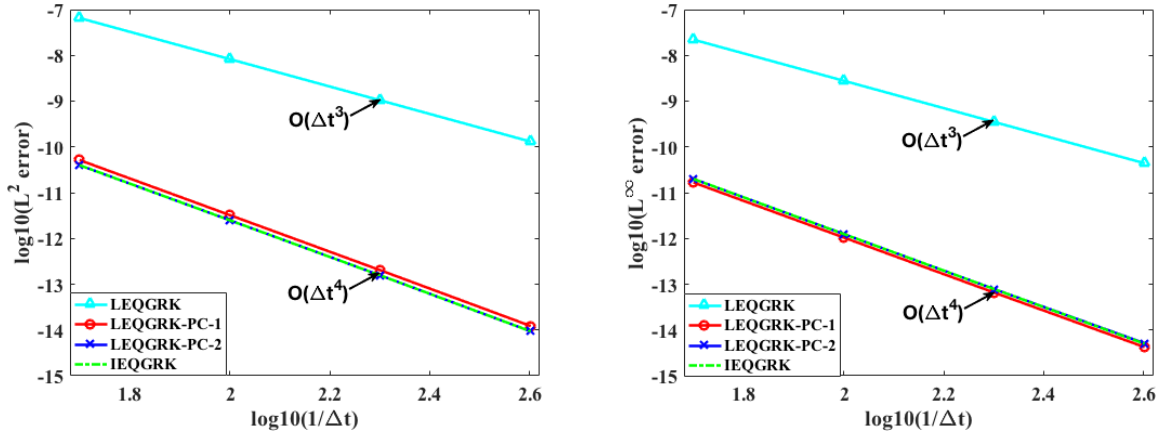 -7
-8
-9
-10
-11
-12
-13
-14
-15
log10(L² error)
O(Δt³)
O(Δt⁴)
LEQGRK
LEQGRK-PC-1
LEQGRK-PC-2
IEQGRK
1.8
2
2.2
2.4
2.6
log10(1/Δt)
-7
-8
-9
-10
-11
-12
-13
-14
-15
log10(L^∞ error)
O(Δt³)
O(Δt⁴)
LEQGRK
LEQGRK-PC-1
LEQGRK-PC-2
IEQGRK
1.8
2
2.2
2.4
2.6
log10(1/Δt)